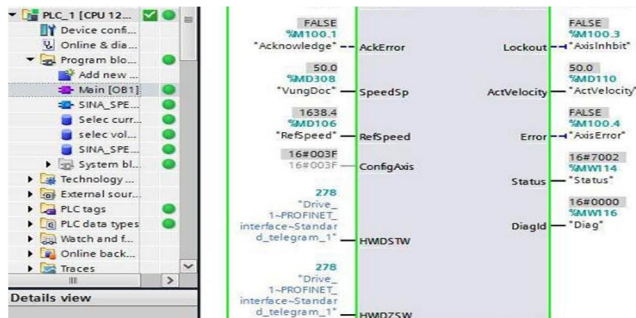 PLC_1 [CPU 12...
Device confi...
Online & dia...
Program blo...
Add new ...
Main [OB1]
SINA_SPE...
Selec curr...
selec vol...
SINA_SPE...
System bl...
Technology ...
External sour...
PLC tags
PLC data types
Watch and f...
Online back...
Traces
Details view
FALSE
%M100.1
"Acknowledge"
AckError
50.0
%MD308
"VungDoc"
SpeedSp
1638.4
%MD106
"RefSpeed"
RefSpeed
16#003F
16#003F
ConfigAxis
278
"Drive_
1~PROFINET_
interface~Standar
d_telegram_1"
HWIDSTW
278
"Drive_
1~PROFINET_
interface~Standar
d_telegram_1"
HWIDZSW
FALSE
%M100.3
Lockout
"AxisInhbit"
50.0
%MD110
ActVelocity
"ActVelocity"
FALSE
%M100.4
Error
"AxisError"
16#7002
%MW114
Status
"Status"
16#0000
%MW116
DiagId
"Diag"